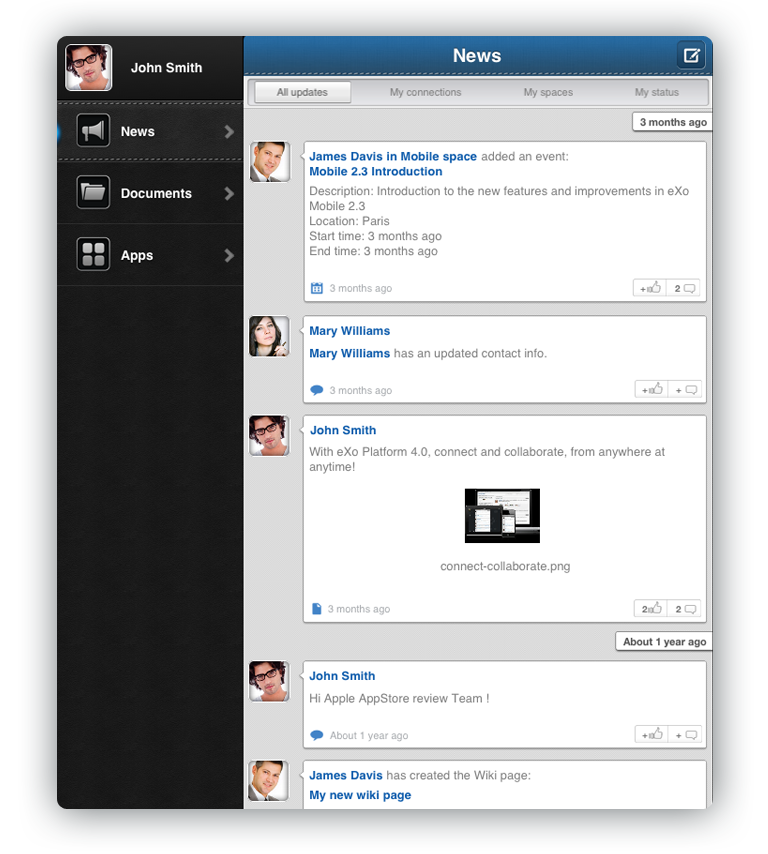 John Smith
News
Documents
Apps
News
All updates
My connections
My spaces
My status
3 months ago
James Davis in Mobile space added an event:
Mobile 2.3 Introduction
Description: Introduction to the new features and improvements in eXo
Mobile 2.3
Location: Paris
Start time: 3 months ago
End time: 3 months ago
3 months ago
+
2
Mary Williams
Mary Williams has an updated contact info.
3 months ago
+
+
John Smith
With eXo Platform 4.0, connect and collaborate, from anywhere at
anytime!
connect-collaborate.png
3 months ago
2
2
About 1 year ago
John Smith
Hi Apple AppStore review Team !
About 1 year ago
+
+
James Davis has created the Wiki page:
My new wiki page